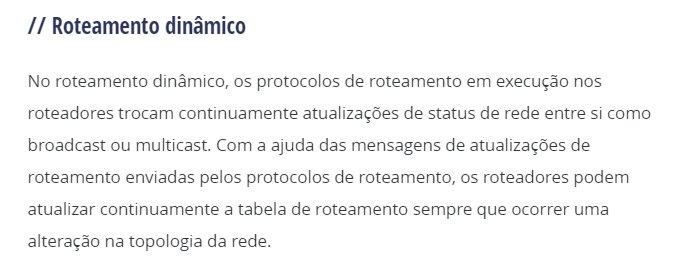 // Roteamento dinâmico
No roteamento dinâmico, os protocolos de roteamento em execução nos
roteadores trocam continuamente atualizações de status de rede entre si como
broadcast ou multicast. Com a ajuda das mensagens de atualizações de
roteamento enviadas pelos protocolos de roteamento, os roteadores podem
atualizar continuamente a tabela de roteamento sempre que ocorrer uma
alteração na topologia da rede.